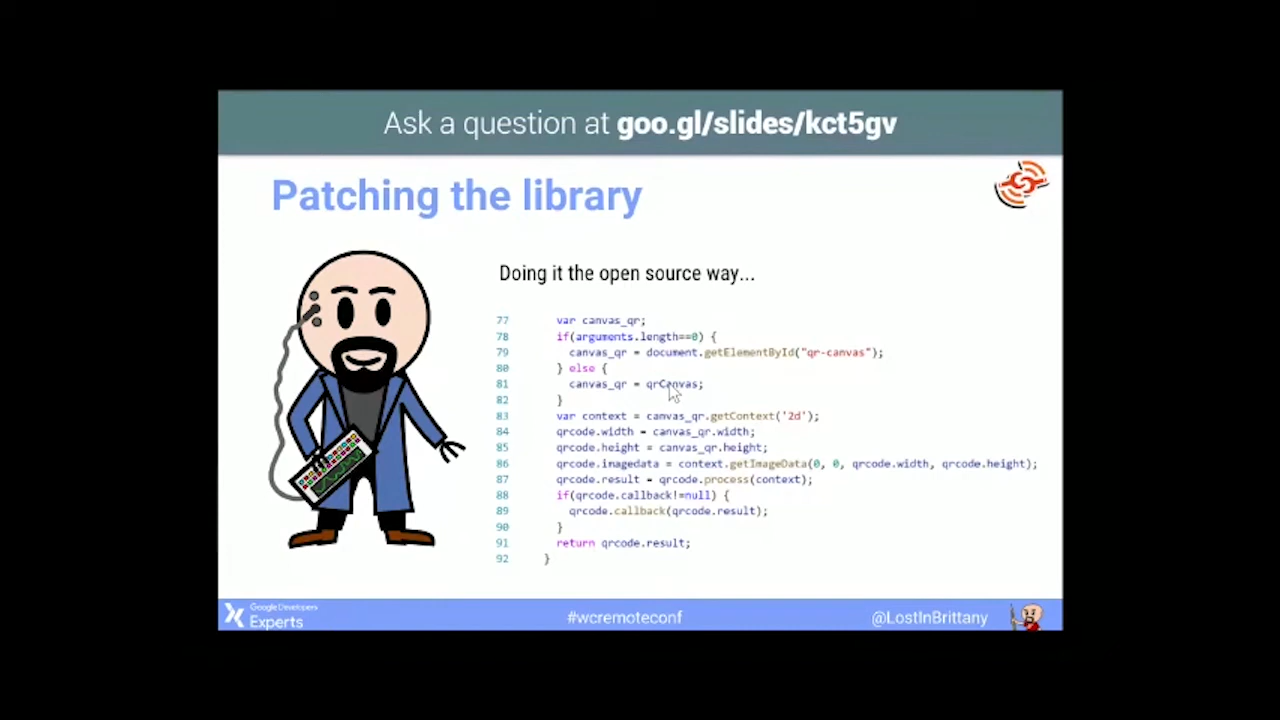 Ask a question at goo.gl/slides/kct5gv
Patching the library
Doing it the open source way...
77 var canvas_qr;
78 if(arguments.length==0) {
79 canvas_qr = document.getElementById("qr-canvas");
80 } else {
81 canvas_qr = qrCanvas;
82 }
83 var context = canvas_qr.getContext('2d');
84 qrcode.width = canvas_qr.width;
85 qrcode.height = canvas_qr.height;
86 qrcode.imagedata = context.getImageData(0, 0, qrcode.width, qrcode.height);
87 qrcode.result = qrcode.process(context);
88 if(qrcode.callback!=null) {
89 qrcode.callback(qrcode.result);
90 }
91 return qrcode.result;
92 }
Google Developers
Experts
#wcremoteconf
@LostInBrittany